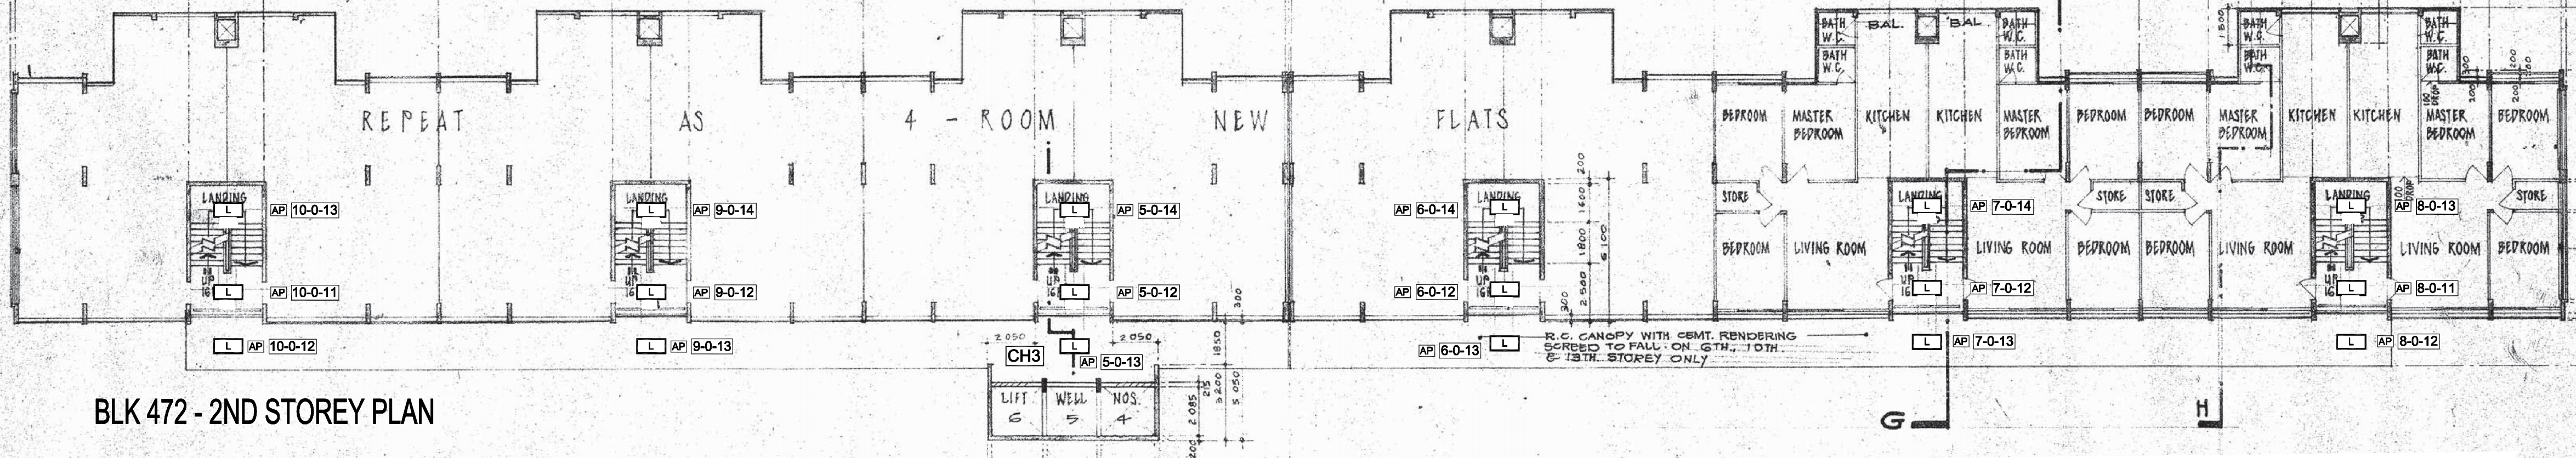 BATH W.C.
BAL.
BAL
BATH W.C.
BATH W.C.
BATH W.C.
1500
BATH W.C.
BATH W.C.
BATH W.C.
BATH W.C.
200
200
200
100 DROP
REPEAT AS 4 - ROOM NEW FLATS
BEDROOM
MASTER BEDROOM
KITCHEN
KITCHEN
MASTER BEDROOM
BEDROOM
BEDROOM
MASTER BEDROOM
KITCHEN
KITCHEN
MASTER BEDROOM
BEDROOM
200
1600
1800
2500
6100
300
300
STORE
STORE
STORE
STORE
LANDING
LANDING
LANDING
LANDING
LANDING
LANDING
100 DROP
L AP 10-0-13
L AP 9-0-14
L AP 5-0-14
AP 6-0-14 L
L AP 7-0-14
L AP 8-0-13
BEDROOM
LIVING ROOM
LIVING ROOM
BEDROOM
BEDROOM
LIVING ROOM
LIVING ROOM
BEDROOM
UP
UP
UP
UP
UP
UP
L AP 10-0-11
L AP 9-0-12
L AP 5-0-12
AP 6-0-12 L
L AP 7-0-12
L AP 8-0-11
L AP 10-0-12
L AP 9-0-13
2050
CH3
L
2050
AP 5-0-13
1850
AP 6-0-13 L
R.C. CANOPY WITH CEMT. RENDERING
SCREED TO FALL. ON 6TH., 10TH.
& 13TH. STOREY ONLY
L AP 7-0-13
L AP 8-0-12
215
3200
5050
2085
200
LIFT WELL NOS.
6 5 4
BLK 472 - 2ND STOREY PLAN
G
H